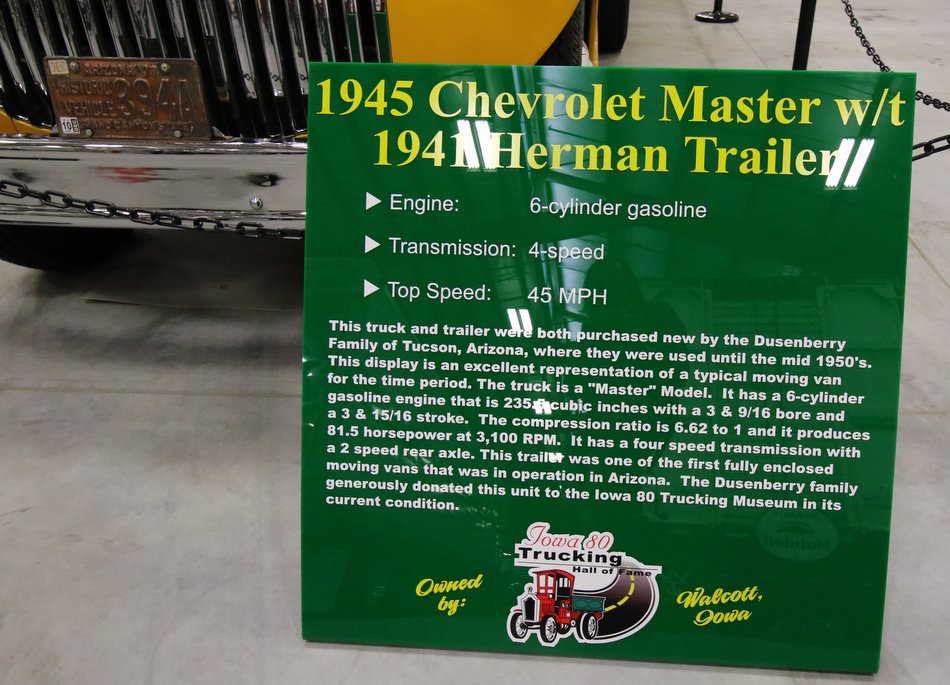 ARIZONA
HISTORIC
VEHICLE 394A
10
1945 Chevrolet Master w/t
1941 Herman Trailer
Engine: 6-cylinder gasoline
Transmission: 4-speed
Top Speed: 45 MPH
This truck and trailer were both purchased new by the Dusenberry
Family of Tucson, Arizona, where they were used until the mid 1950's.
This display is an excellent representation of a typical moving van
for the time period. The truck is a "Master" Model. It has a 6-cylinder
gasoline engine that is cubic inches with a 3 & 9/16 bore and
a 3 & 15/16 stroke. The compression ratio is 6.62 to 1 and it produces
81.5 horsepower at 3,100 RPM. It has a four speed transmission with
a 2 speed rear axle. This trailer was one of the first fully enclosed
moving vans that was in operation in Arizona. The Dusenberry family
generously donated this unit to the Iowa 80 Trucking Museum in its
current condition.
Iowa 80
Trucking
Hall of Fame
Owned
by:
Walcott,
Iowa